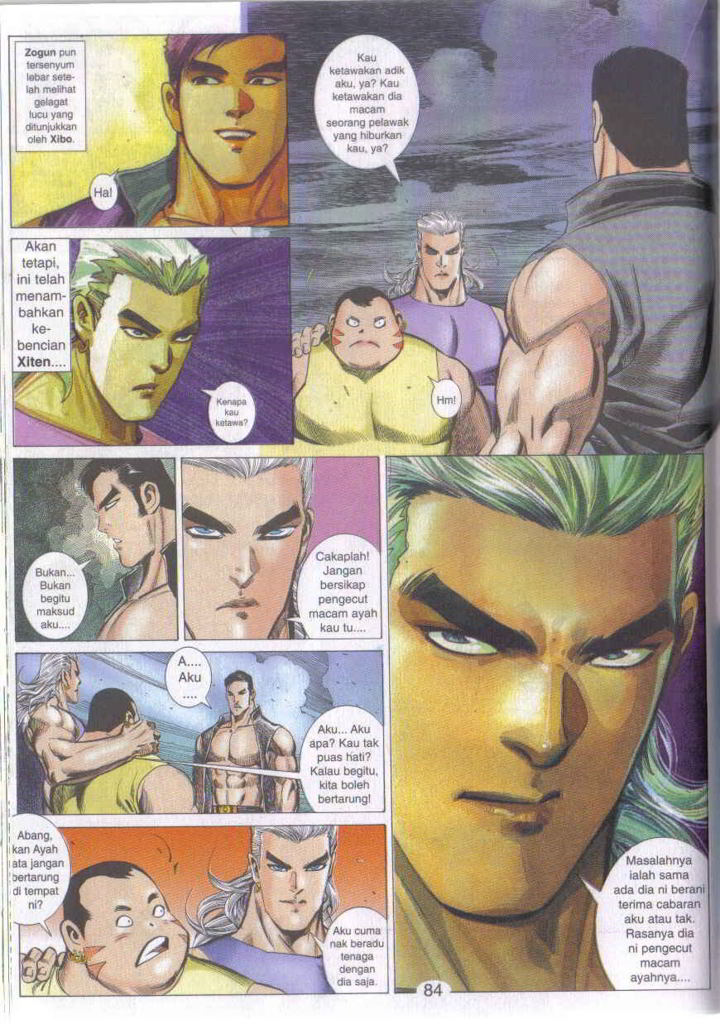 Zogun pun
tersenyum
lebar sete-
lah melihat
gelagat
lucu yang
ditunjukkan
oleh Xibo.
Ha!
Kau
ketawakan adik
aku, ya? Kau
ketawakan dia
macam
seorang pelawak
yang hiburkan
kau, ya?
Hm!
Akan
tetapi,
ini telah
menam-
bahkan
ke-
bencian
Xiten....
Kenapa
kau
ketawa?
Bukan...
Bukan
begitu
maksud
aku....
Cakaplah!
Jangan
bersikap
pengecut
macam ayah
kau tu....
A....
Aku
....
Aku... Aku
apa? Kau tak
puas hati?
Kalau begitu,
kita boleh
bertarung!
Abang,
kan Ayah
ata jangan
bertarung
di tempat
ni?
Aku cuma
nak beradu
tenaga
dengan
dia saja.
Masalahnya
ialah sama
ada dia ni berani
terima cabaran
aku atau tak.
Rasanya dia
ni pengecut
macam
ayahnya....
84